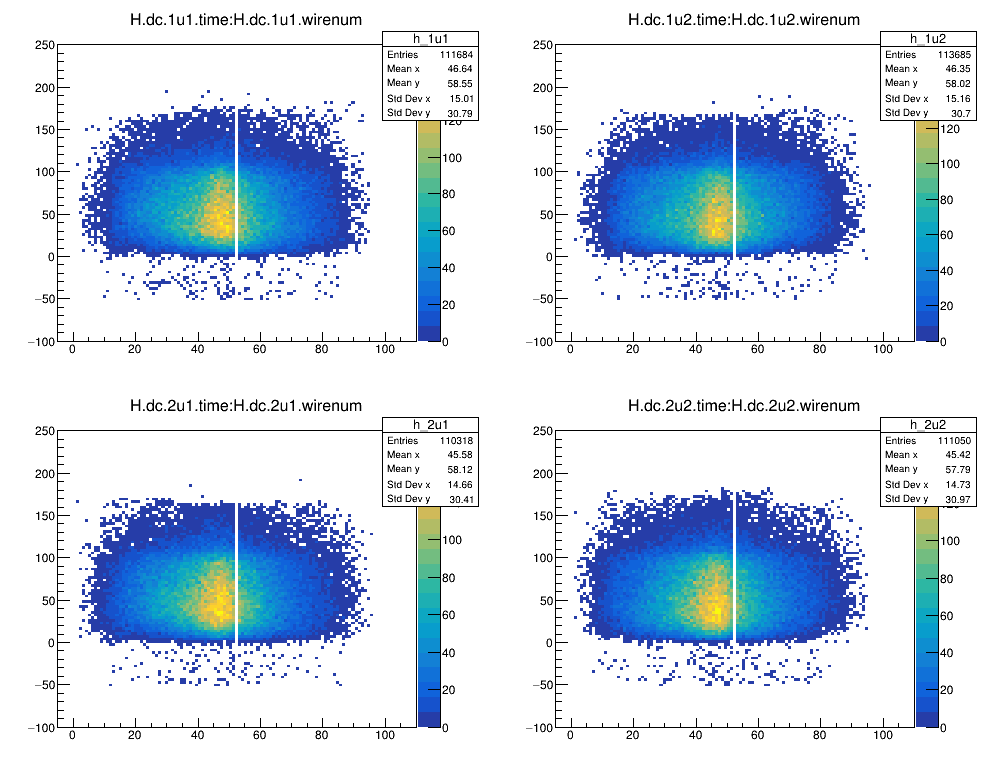 H.dc.1u1.time:H.dc.1u1.wirenum
h_1u1
Entries 111684
Mean x 46.64
Mean y 58.55
Std Dev x 15.01
Std Dev y 30.79
250
200
150
100
50
0
−50
−100
0 20 40 60 80 100
120
100
80
60
40
20
0
H.dc.1u2.time:H.dc.1u2.wirenum
h_1u2
Entries 113685
Mean x 46.35
Mean y 58.02
Std Dev x 15.16
Std Dev y 30.7
250
200
150
100
50
0
−50
−100
0 20 40 60 80 100
120
100
80
60
40
20
0
H.dc.2u1.time:H.dc.2u1.wirenum
h_2u1
Entries 110318
Mean x 45.58
Mean y 58.12
Std Dev x 14.66
Std Dev y 30.41
250
200
150
100
50
0
−50
−100
0 20 40 60 80 100
100
80
60
40
20
0
H.dc.2u2.time:H.dc.2u2.wirenum
h_2u2
Entries 111050
Mean x 45.42
Mean y 57.79
Std Dev x 14.73
Std Dev y 30.97
250
200
150
100
50
0
−50
−100
0 20 40 60 80 100
120
100
80
60
40
20
0